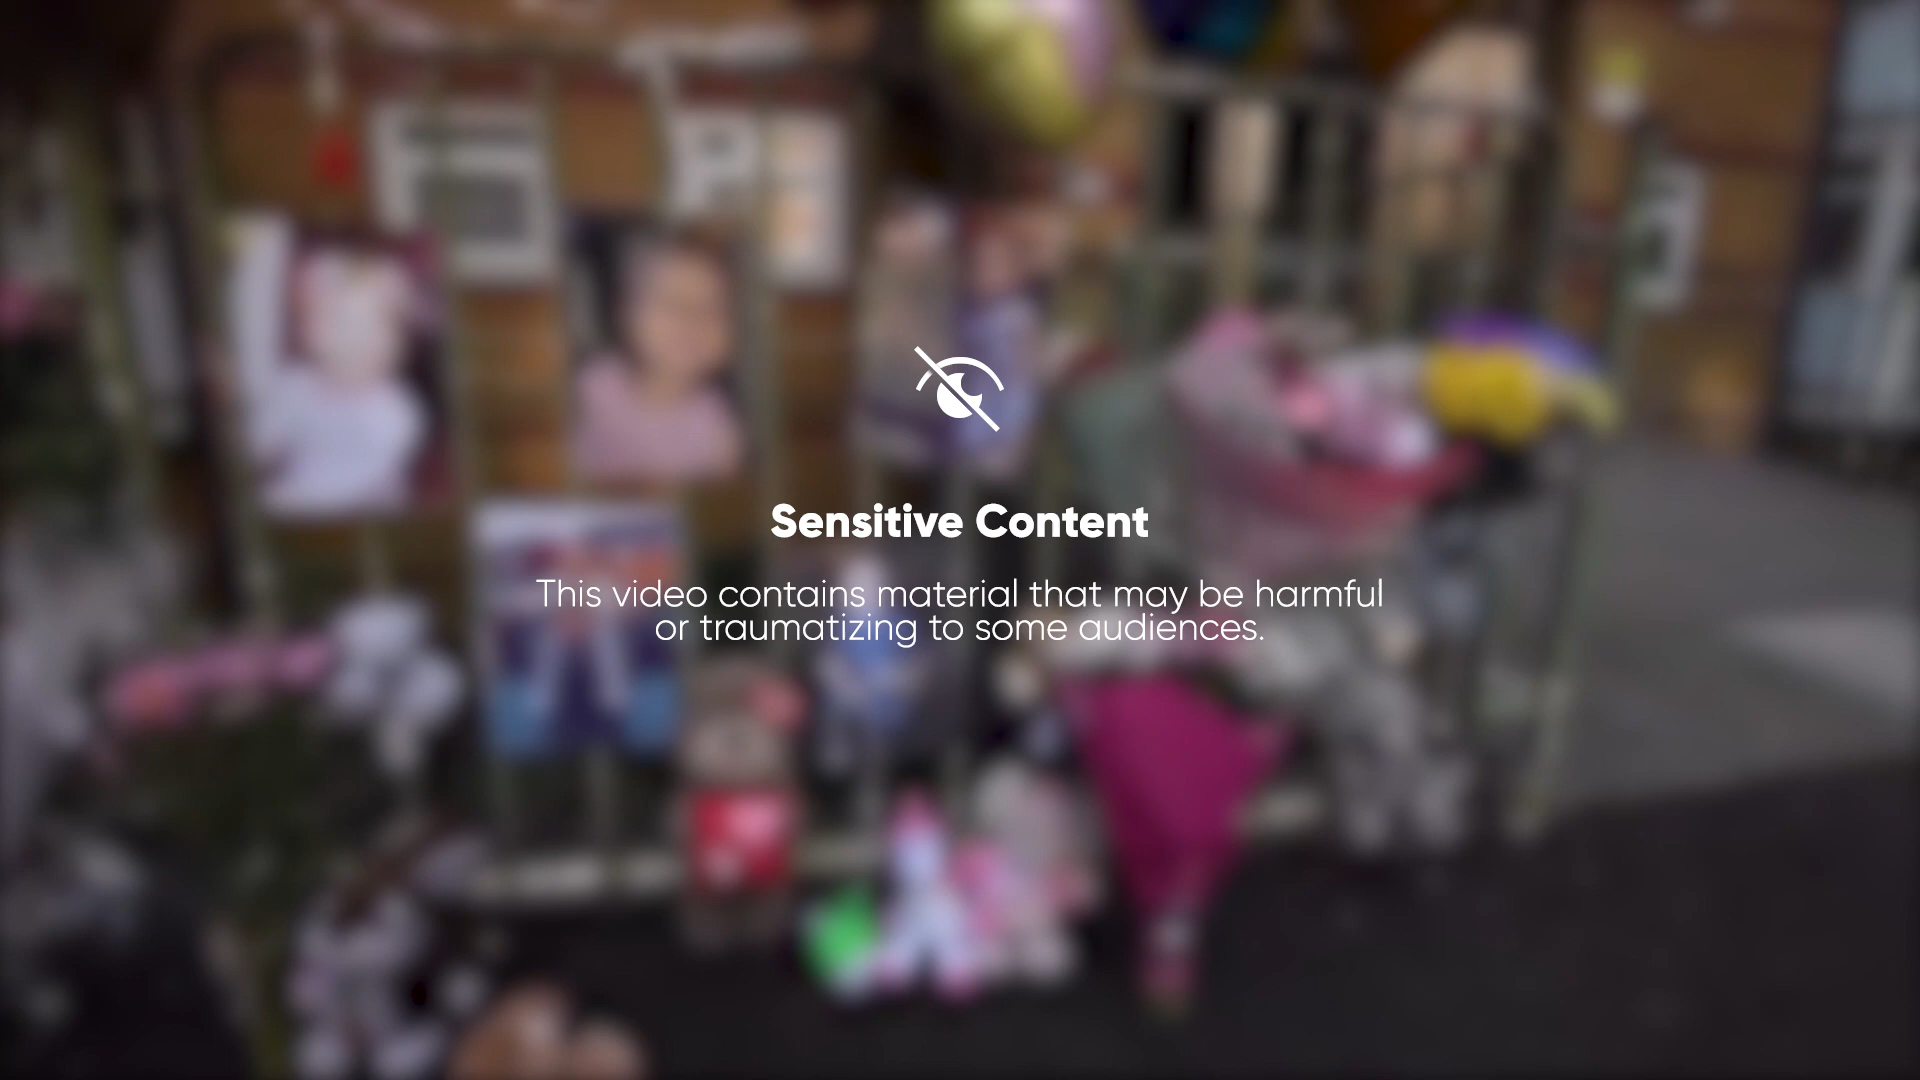 Sensitive Content
This video contains material that may be harmful
or traumatizing to some audiences.